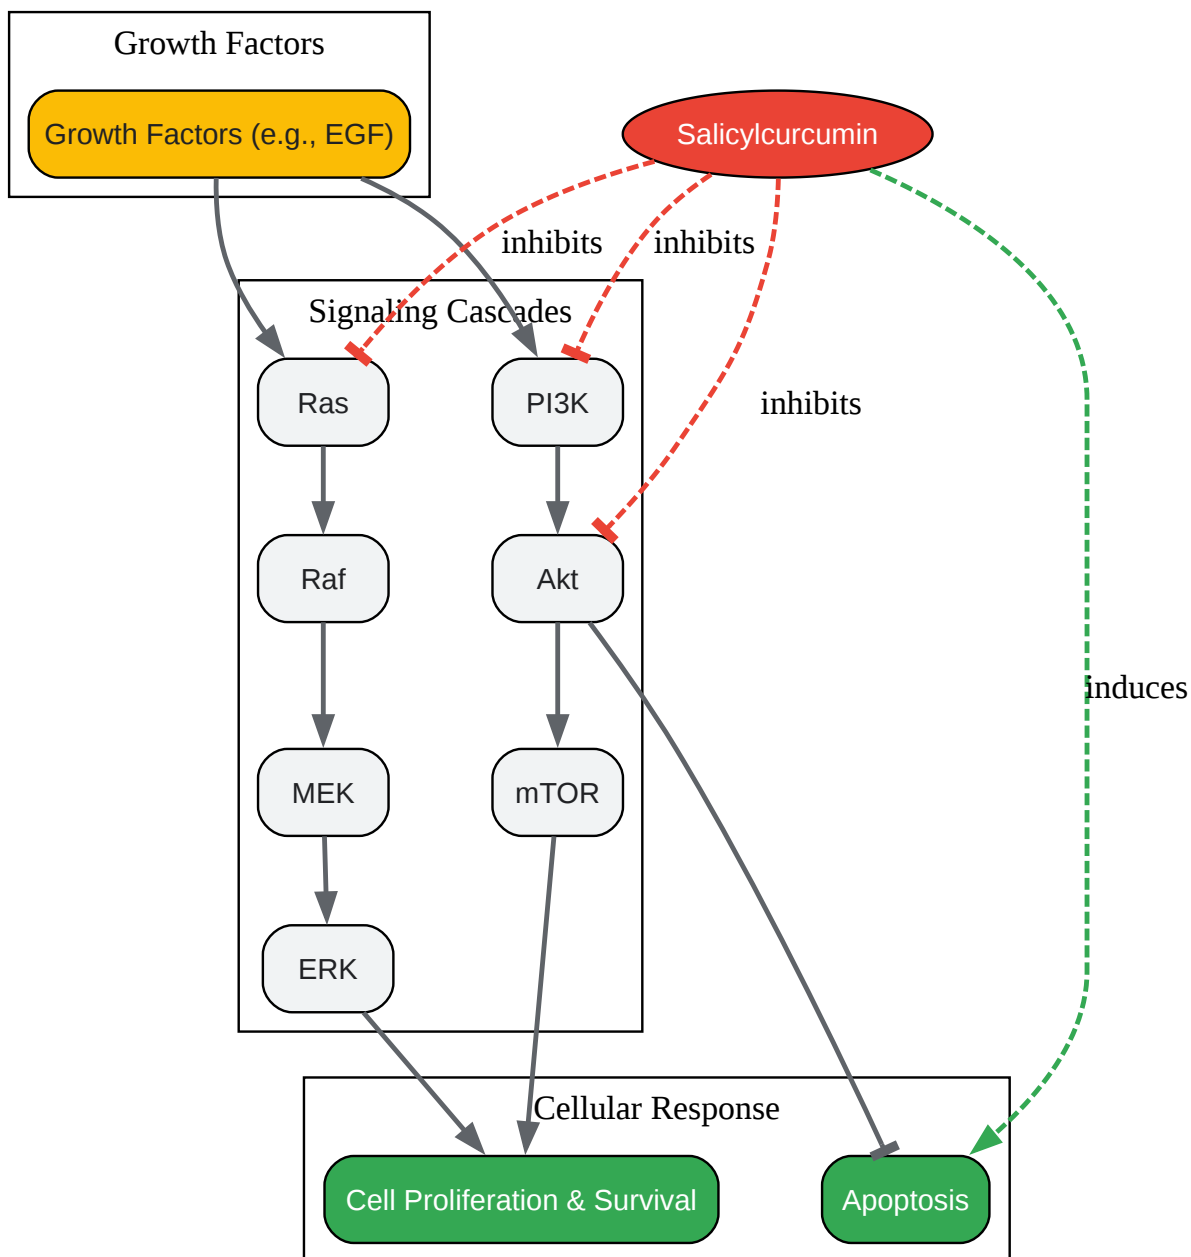 Growth Factors
Growth Factors (e.g., EGF)
Salicylcurcumin
inhibits
inhibits
Signaling Cascades
Ras
PI3K
inhibits
Raf
Akt
induces
MEK
mTOR
ERK
Cellular Response
Cell Proliferation & Survival
Apoptosis